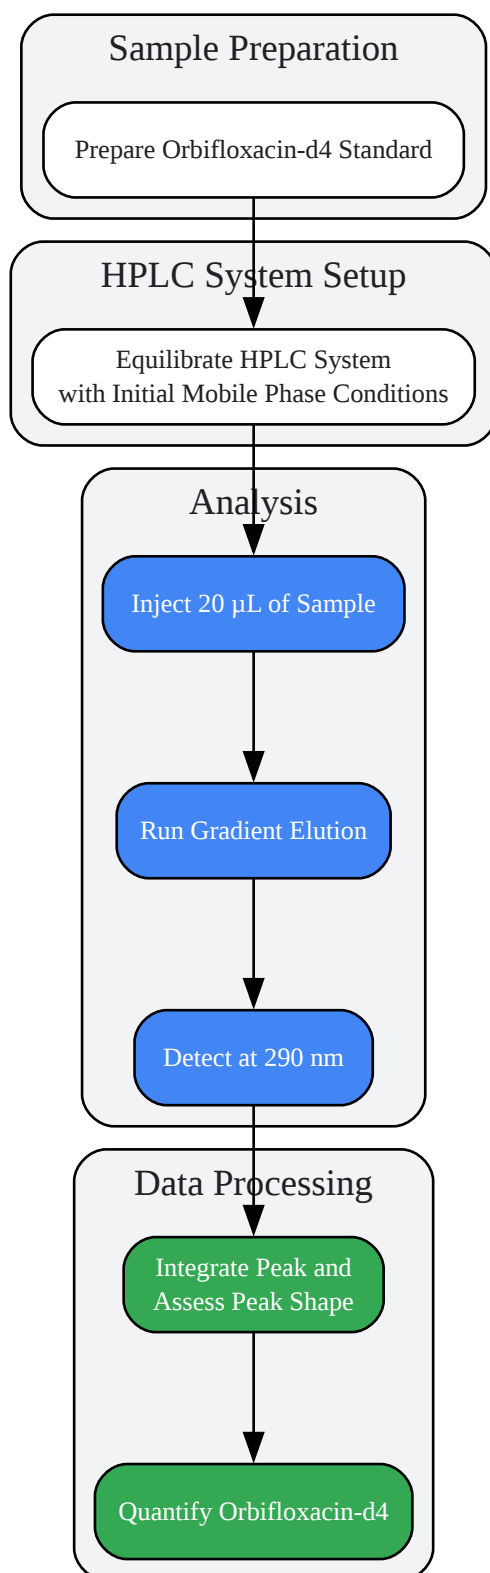 Sample Preparation
Prepare Orbifloxacin-d4 Standard
HPLC System Setup
Equilibrate HPLC System
with Initial Mobile Phase Conditions
Analysis
Inject 20 µL of Sample
Run Gradient Elution
Detect at 290 nm
Data Processing
Integrate Peak and
Assess Peak Shape
Quantify Orbifloxacin-d4